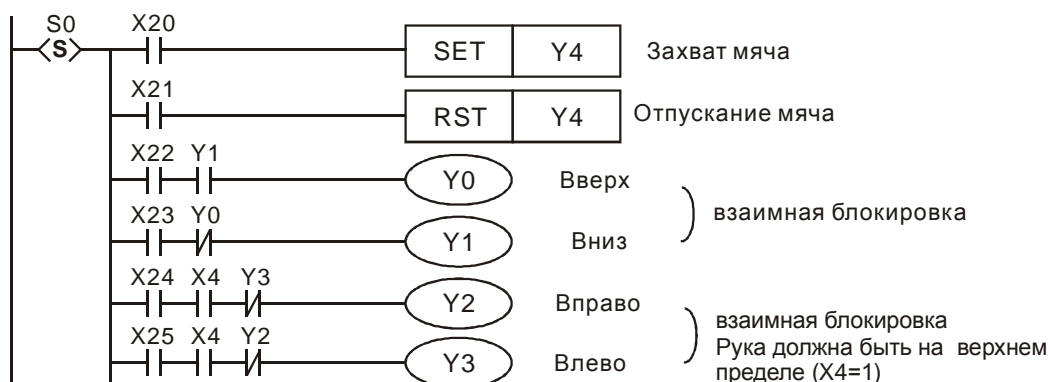 S0 X20
S SET Y4 Захват мяча
X21
RST Y4 Отпускание мяча
X22 Y1
Y0 Вверх
взаимная блокировка
X23 Y0
Y1 Вниз
X24 X4 Y3
Y2 Вправо
взаимная блокировка
Рука должна быть на верхнем
пределе (X4=1)
X25 X4 Y2
Y3 Влево